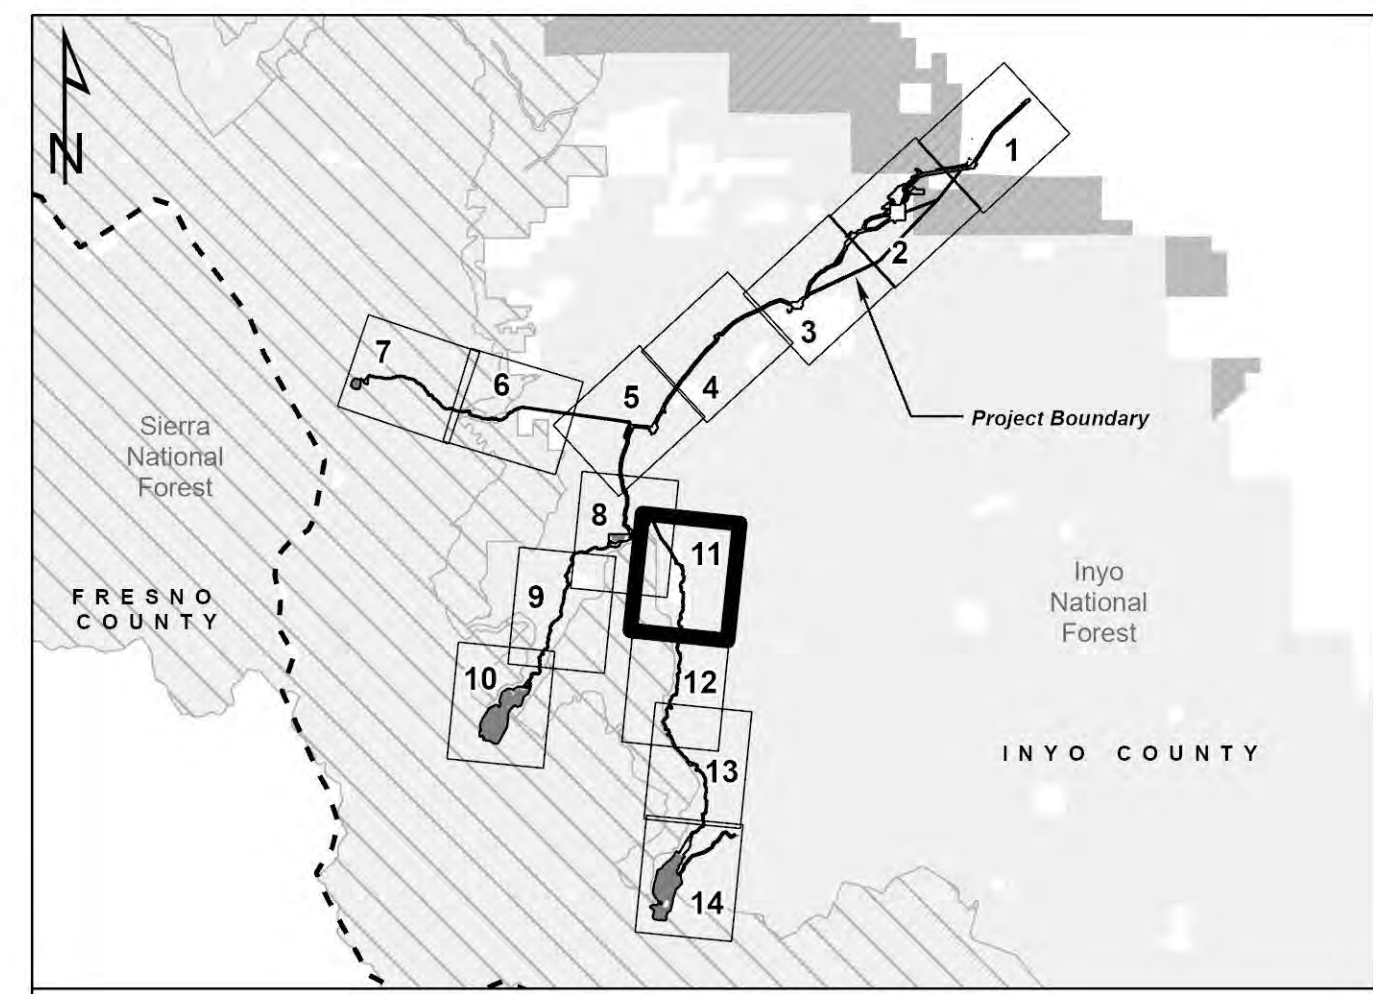 N
1
2
3
Project Boundary
4
5
6
7
Sierra
National
Forest
8
11
9
Inyo
National
Forest
FRESNO
COUNTY
10
12
INYO COUNTY
13
14